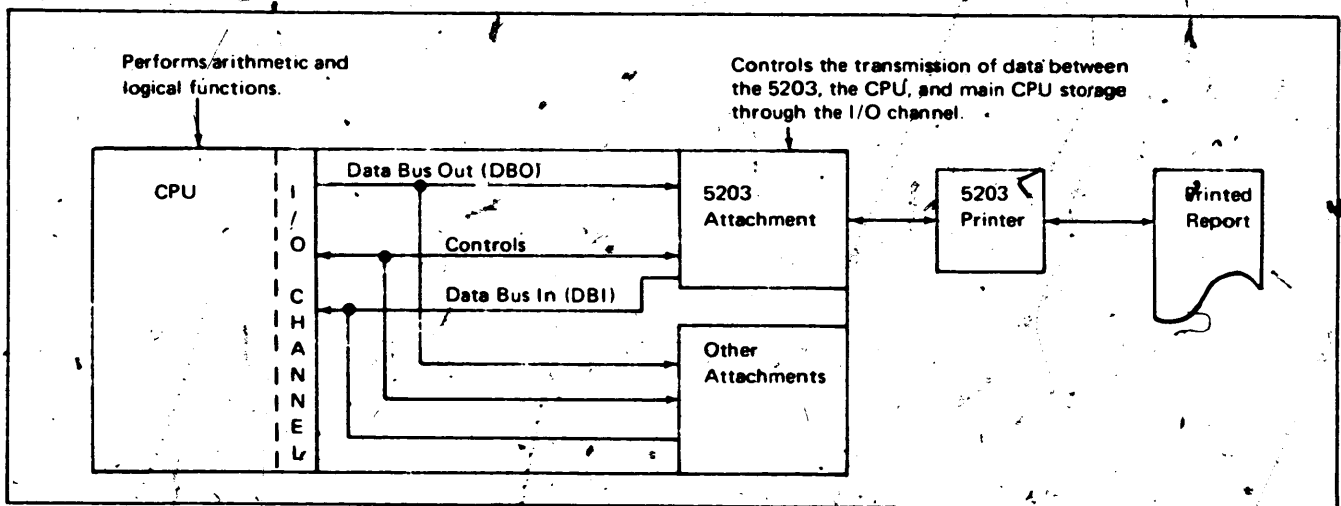 Performs arithmetic and
logical functions.
Controls the transmission of data between
the 5203, the CPU, and main CPU storage
through the I/O channel.
CPU
I
/
O
C
H
A
N
N
E
L
Data Bus Out (DBO)
Controls
Data Bus In (DBI)
5203
Attachment
Other
Attachments
5203
Printer
Printed
Report